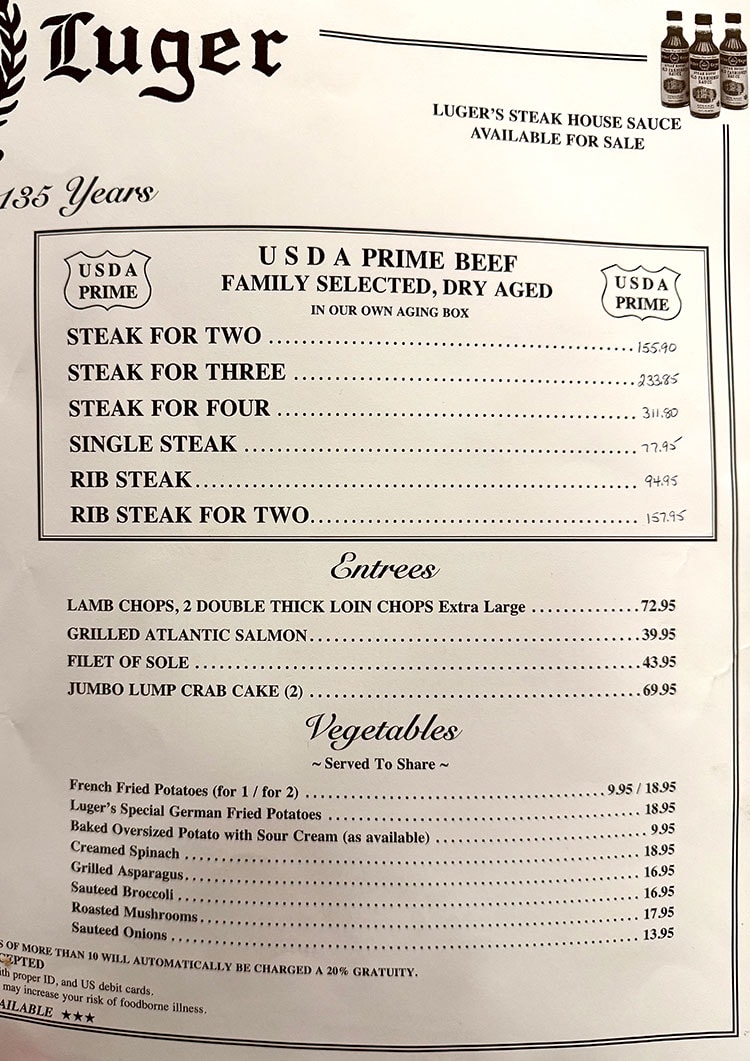 Luger
LUGER'S STEAK HOUSE SAUCE
AVAILABLE FOR SALE
135 Years
USDA PRIME
U S D A PRIME BEEF
USDA PRIME
FAMILY SELECTED, DRY AGED
IN OUR OWN AGING BOX
STEAK FOR TWO ........ 155.90
STEAK FOR THREE ........ 233.85
STEAK FOR FOUR ........ 311.80
SINGLE STEAK ........ 77.95
RIB STEAK ........ 94.95
RIB STEAK FOR TWO ........ 157.95
Entrees
LAMB CHOPS, 2 DOUBLE THICK LOIN CHOPS Extra Large ........ 72.95
GRILLED ATLANTIC SALMON ........ 39.95
FILET OF SOLE ........ 43.95
JUMBO LUMP CRAB CAKE (2) ........ 69.95
Vegetables
~ Served To Share ~
French Fried Potatoes (for 1 / for 2) ........ 9.95 / 18.95
Luger's Special German Fried Potatoes ........ 18.95
Baked Oversized Potato with Sour Cream (as available) ........ 9.95
Creamed Spinach ........ 18.95
Grilled Asparagus ........ 16.95
Sauteed Broccoli ........ 16.95
Roasted Mushrooms ........ 17.95
Sauteed Onions ........ 13.95
S OF MORE THAN 10 WILL AUTOMATICALLY BE CHARGED A 20% GRATUITY.
CEPTED
ith proper ID, and US debit cards.
may increase your risk of foodborne illness.
AILABLE ★★★